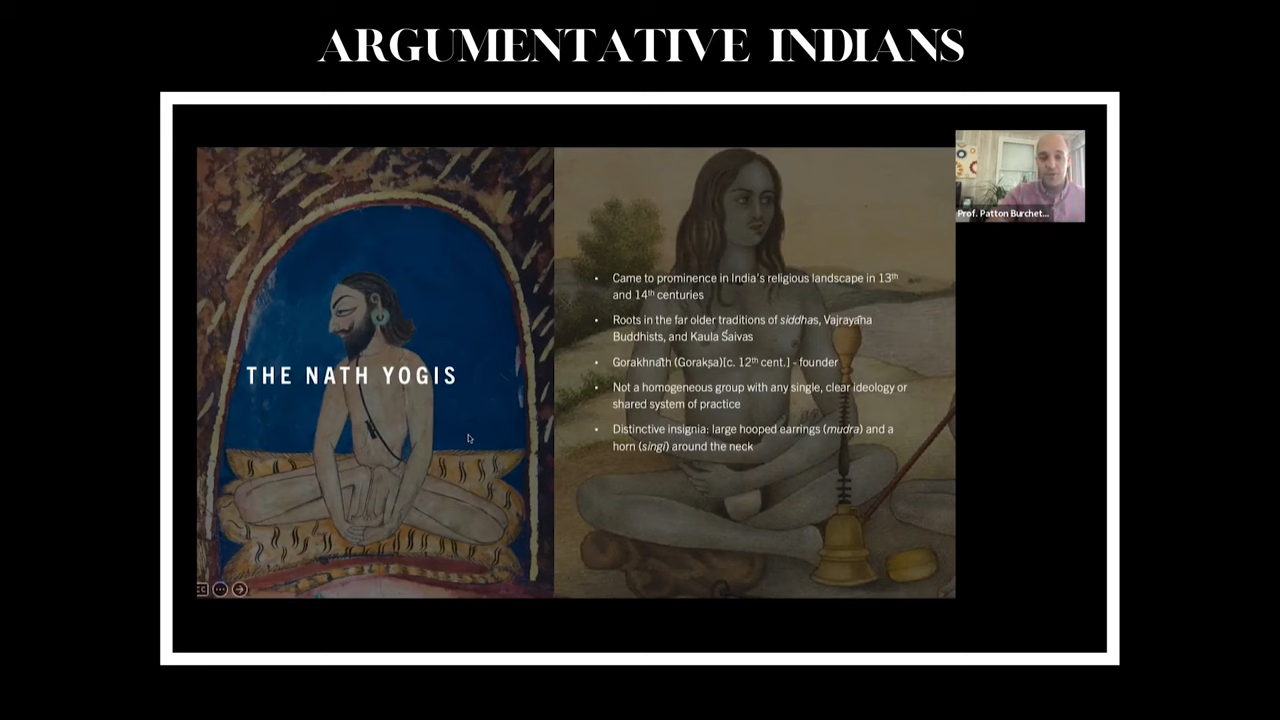 ARGUMENTATIVE INDIANS
THE NATH YOGIS
• Came to prominence in India's religious landscape in 13th
and 14th centuries
• Roots in the far older traditions of siddhas, Vajrayāna
Buddhists, and Kaula Śaivas
• Gorakhnāth (Gorakṣa)[c. 12th cent.] - founder
• Not a homogeneous group with any single, clear ideology or
shared system of practice
• Distinctive insignia: large hooped earrings (mudra) and a
horn (singi) around the neck
Prof. Patton Burchet...
CC